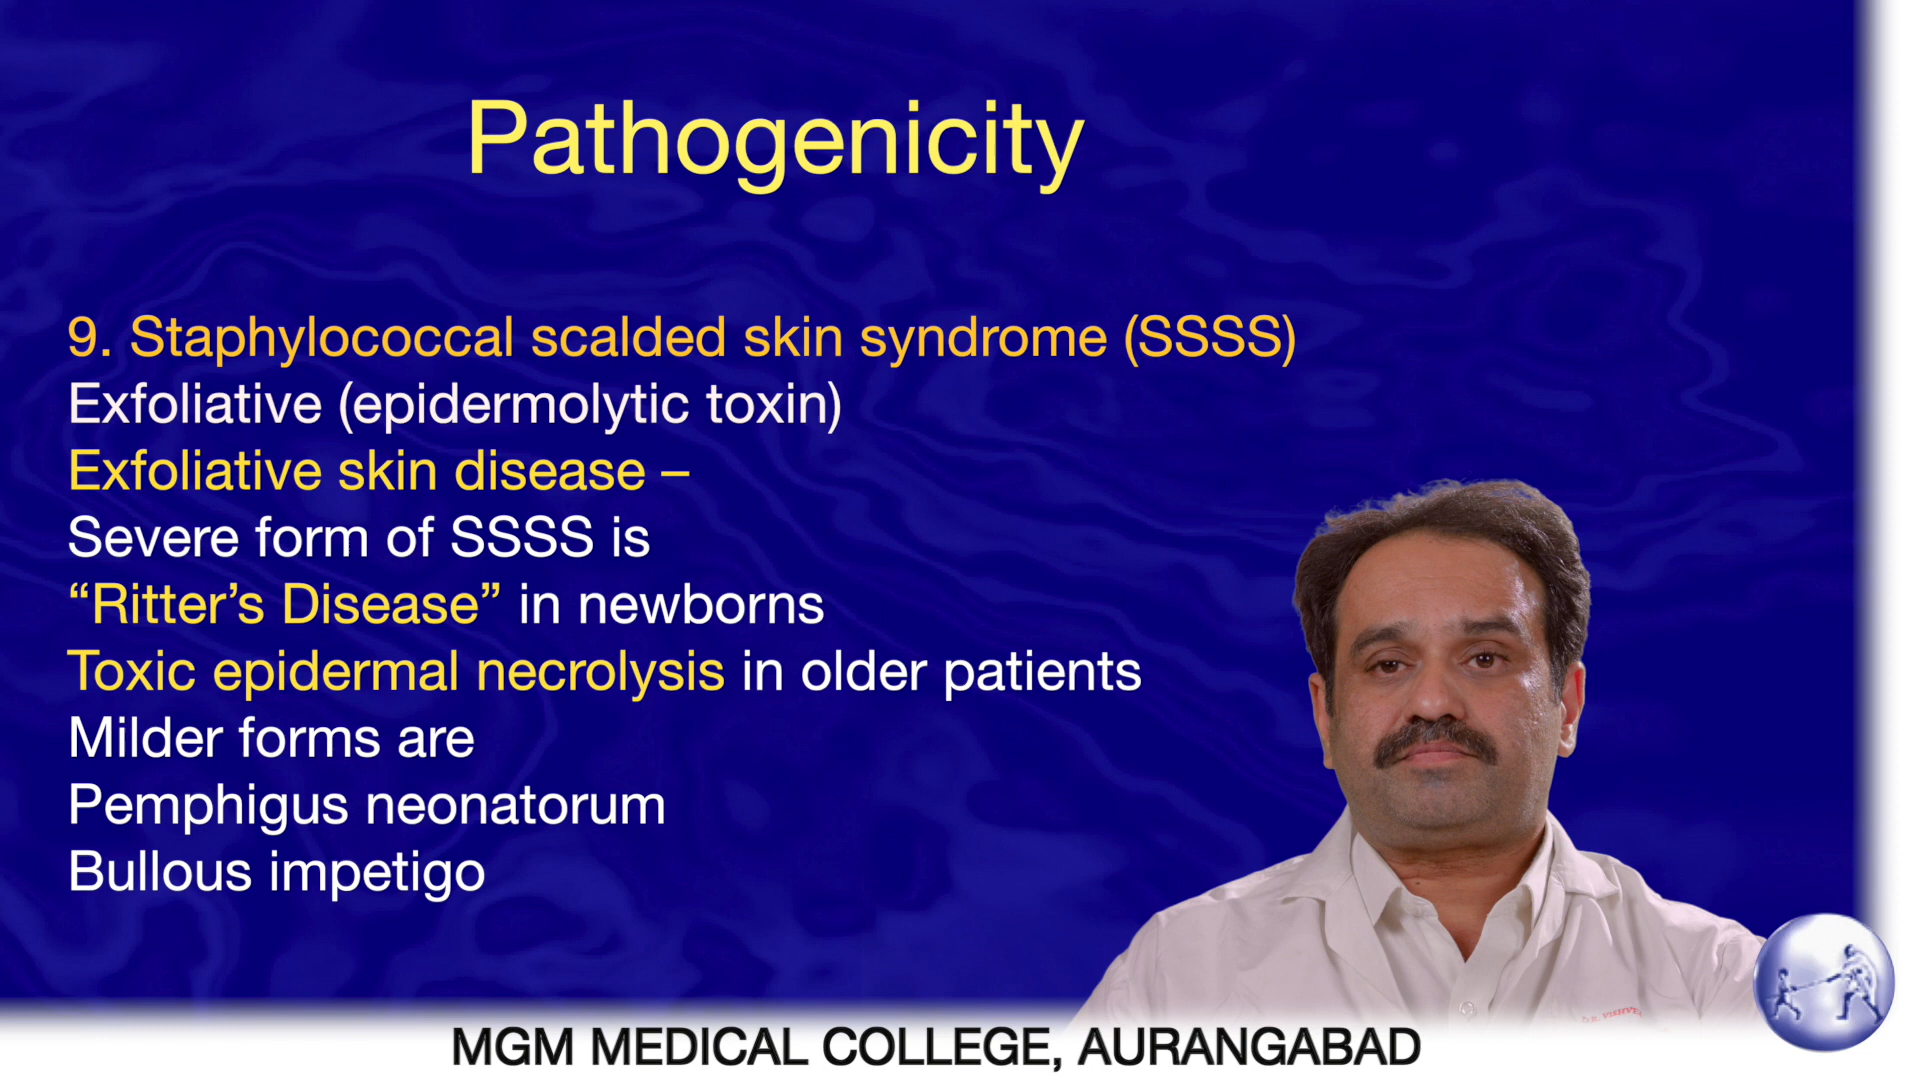 Pathogenicity
9. Staphylococcal scalded skin syndrome (SSSS)
Exfoliative (epidermolytic toxin)
Exfoliative skin disease –
Severe form of SSSS is
“Ritter’s Disease” in newborns
Toxic epidermal necrolysis in older patients
Milder forms are
Pemphigus neonatorum
Bullous impetigo
MGM MEDICAL COLLEGE, AURANGABAD